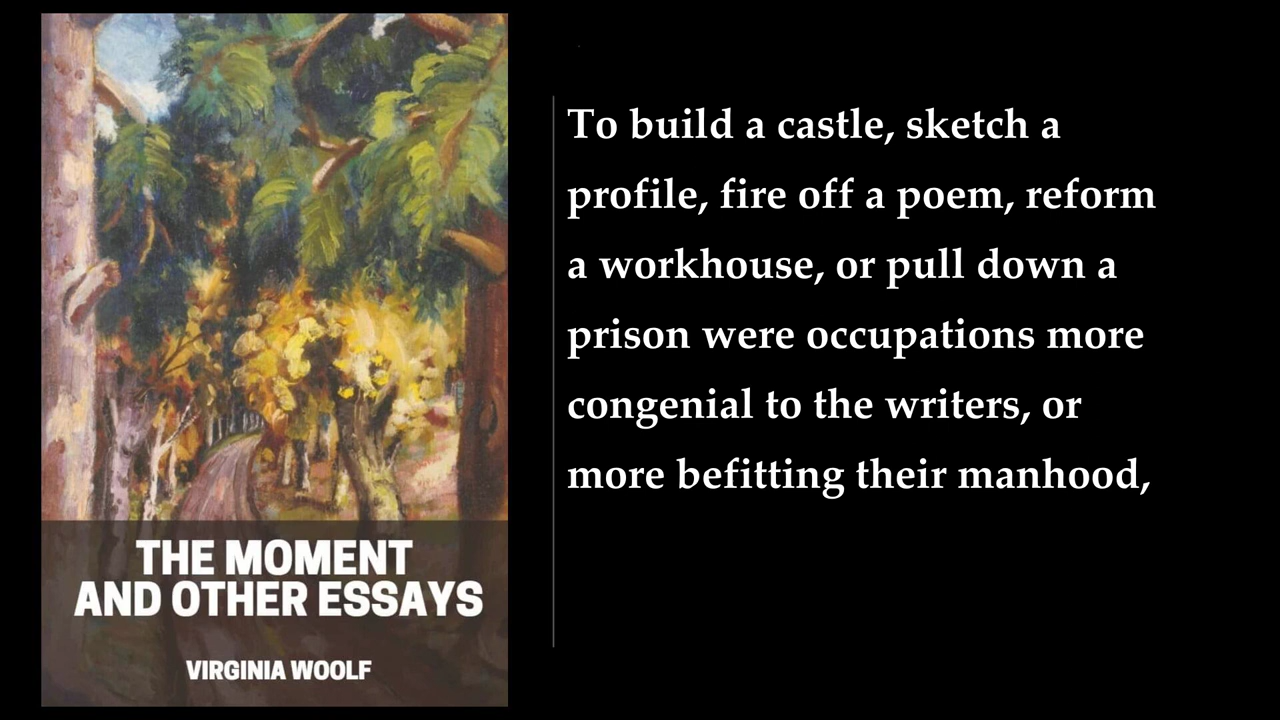 THE MOMENT
AND OTHER ESSAYS
VIRGINIA WOOLF
To build a castle, sketch a
profile, fire off a poem, reform
a workhouse, or pull down a
prison were occupations more
congenial to the writers, or
more befitting their manhood,